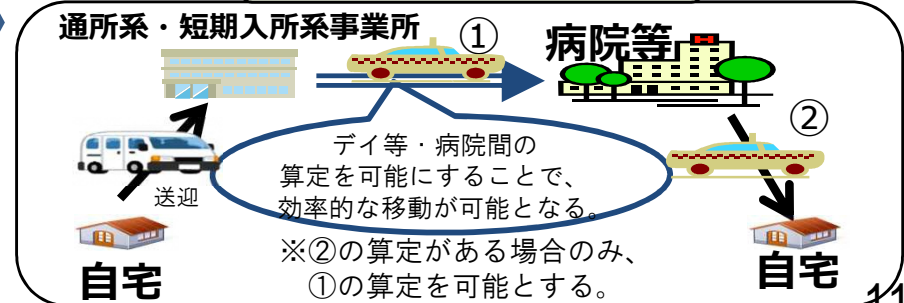 通所系・短期入所系事業所
①
病院等
②
デイ等・病院間の
算定を可能にすることで、
効率的な移動が可能となる。
送迎
※②の算定がある場合のみ、
①の算定を可能とする。
自宅
自宅
11